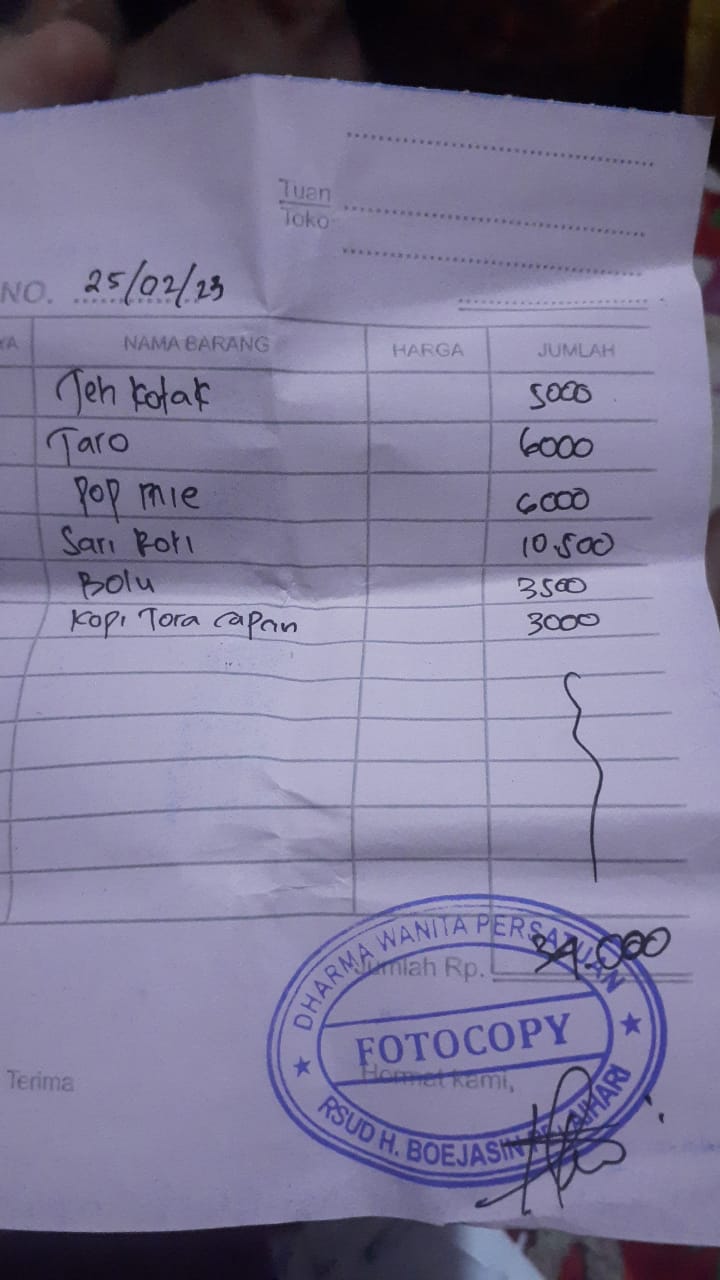 Tuan
Toko
NO. 25/02/23
YA NAMA BARANG HARGA JUMLAH
Teh Kotak 5000
Taro 6000
Pop mie 6000
Sari Roti 10.500
Bolu 3500
Kopi Tora Capan 3000
Jumlah Rp. 34.000
DHARMA WANITA PERSATUAN
FOTOCOPY
RSUD H. BOEJASIN PELAIHARI
Terima
Hormat kami,